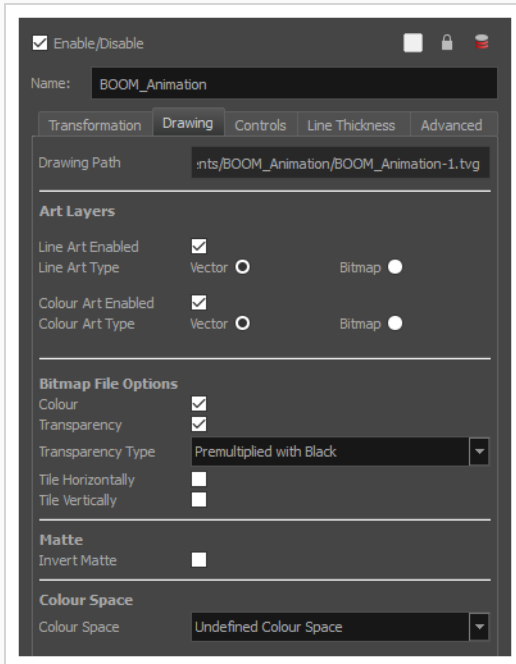 Enable/Disable
Name: BOOM_Animation
Transformation Drawing Controls Line Thickness Advanced
Drawing Path :nts/BOOM_Animation/BOOM_Animation-1.tvg
Art Layers
Line Art Enabled
Line Art Type Vector Bitmap
Colour Art Enabled
Colour Art Type Vector Bitmap
Bitmap File Options
Colour
Transparency
Transparency Type Premultiplied with Black
Tile Horizontally
Tile Vertically
Matte
Invert Matte
Colour Space
Colour Space Undefined Colour Space